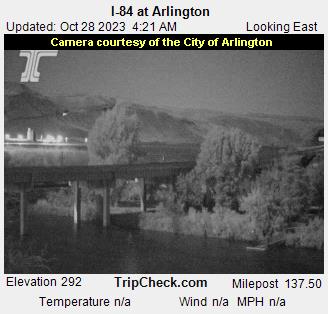 I-84 at Arlington
Updated: Oct 28 2023 4:21 AM Looking East
Camera courtesy of the City of Arlington
Elevation 292 TripCheck.com Milepost 137.50
Temperature n/a Wind n/a MPH n/a